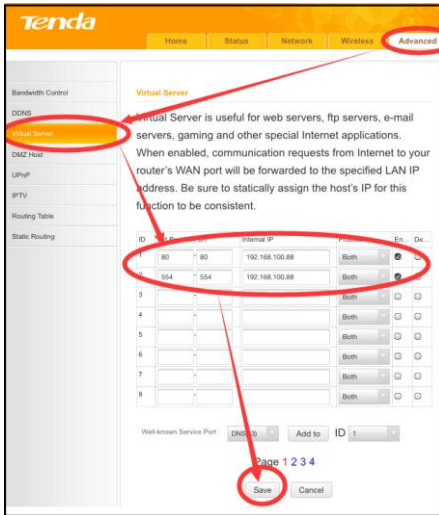 Tenda
Home Status Network Wireless Advanced
Bandwidth Control
DDNS
Virtual Server
DMZ Host
UPnP
IPTV
Routing Table
Static Routing
Virtual Server
Virtual Server is useful for web servers, ftp servers, e-mail
servers, gaming and other special Internet applications.
When enabled, communication requests from Internet to your
router's WAN port will be forwarded to the specified LAN IP
address. Be sure to statically assign the host's IP for this
function to be consistent.
ID Internal IP En... De...
1 80 - 80 192.168.100.88 Both
2 554 - 554 192.168.100.88 Both
3 - Both
4 - Both
5 - Both
6 - Both
7 - Both
8 - Both
Well-known Service Port Add to ID 1
Page 1 2 3 4
Save Cancel